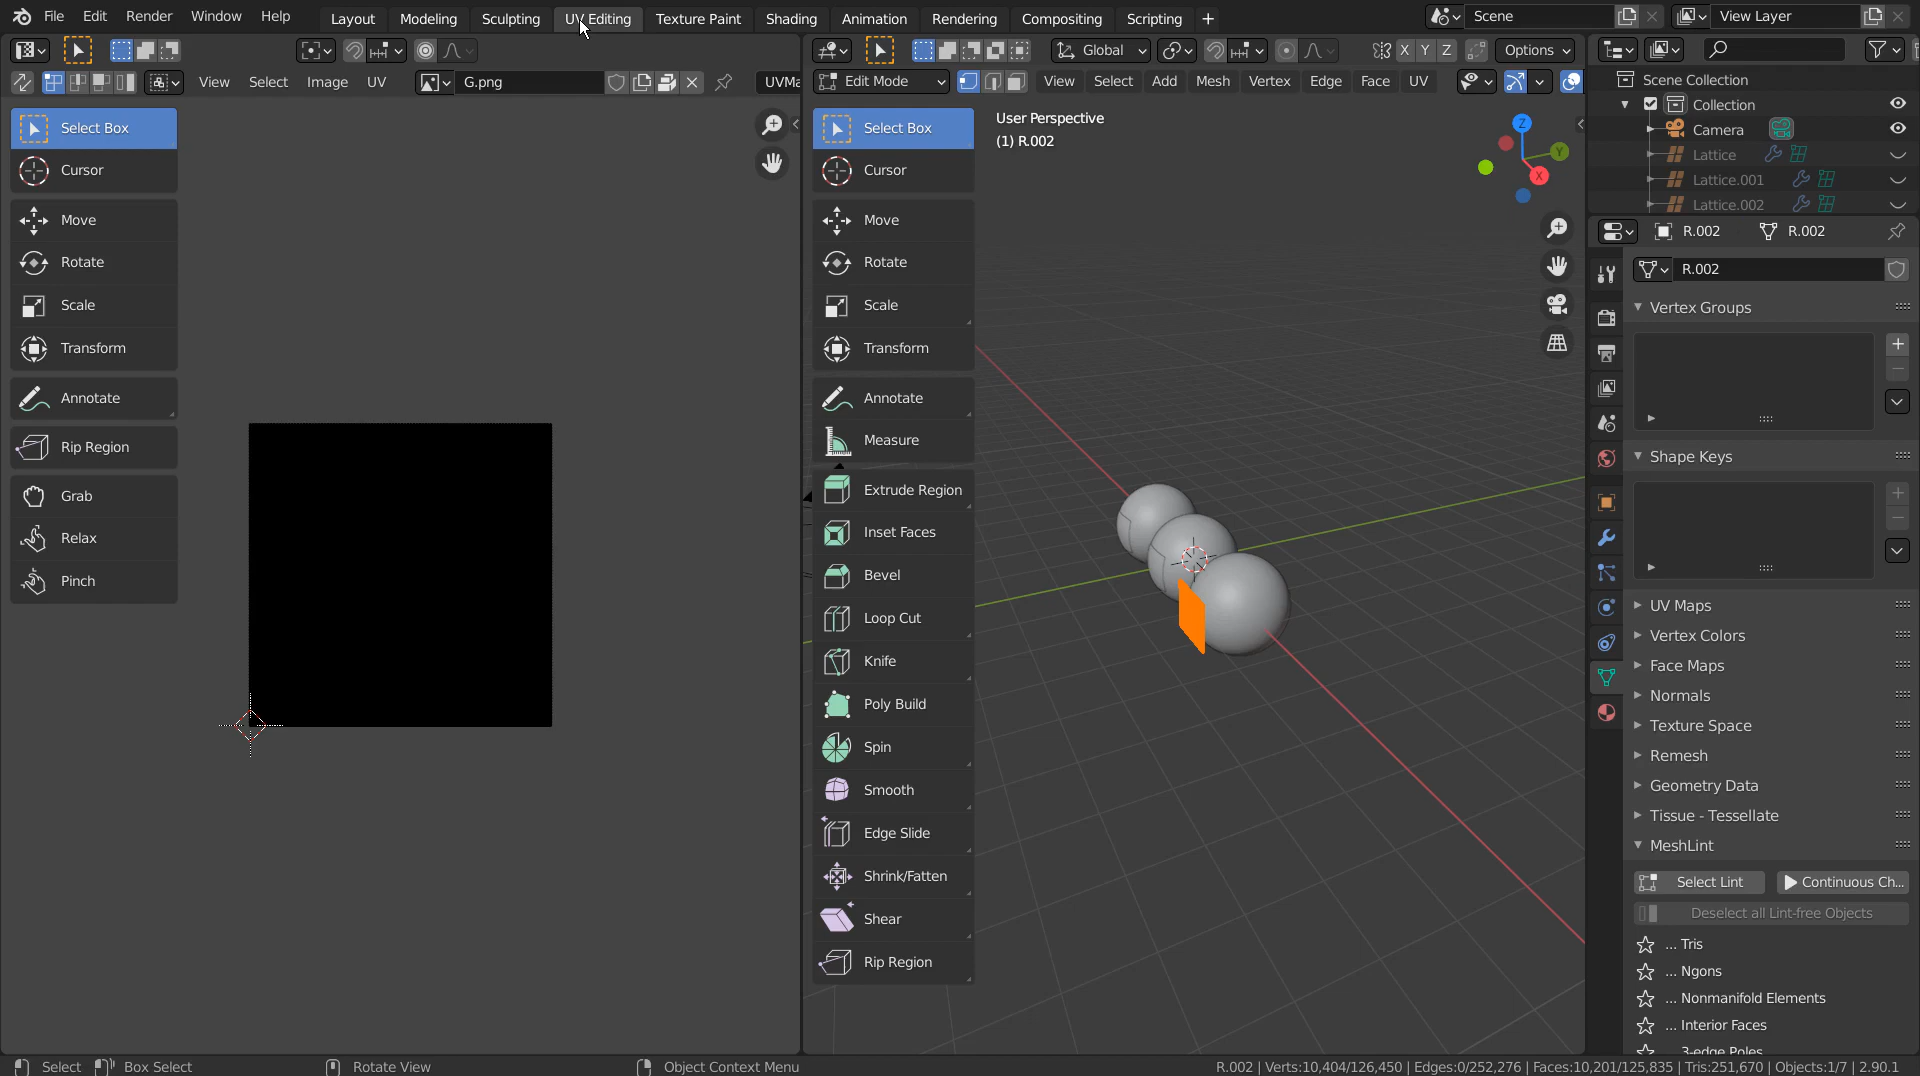 File Edit Render Window Help Layout Modeling Sculpting UV Editing Texture Paint Shading Animation Rendering Compositing Scripting + Scene View Layer
Global X Y Z Options
View Select Image UV G.png UVMa Edit Mode View Select Add Mesh Vertex Edge Face UV
Scene Collection
Collection
Camera
Lattice
Lattice.001
Lattice.002
Select Box
Cursor
Move
Rotate
Scale
Transform
Annotate
Rip Region
Grab
Relax
Pinch
Select Box
Cursor
Move
Rotate
Scale
Transform
Annotate
Measure
Extrude Region
Inset Faces
Bevel
Loop Cut
Knife
Poly Build
Spin
Smooth
Edge Slide
Shrink/Fatten
Shear
Rip Region
User Perspective
(1) R.002
Z
Y
X
R.002 R.002
R.002
Vertex Groups
Shape Keys
UV Maps
Vertex Colors
Face Maps
Normals
Texture Space
Remesh
Geometry Data
Tissue - Tessellate
MeshLint
Select Lint Continuous Ch...
Deselect all Lint-free Objects
... Tris
... Ngons
... Nonmanifold Elements
... Interior Faces
... 3-edge Poles
Select Box Select Rotate View Object Context Menu R.002 | Verts:10,404/126,450 | Edges:0/252,276 | Faces:10,201/125,835 | Tris:251,670 | Objects:1/7 | 2.90.1